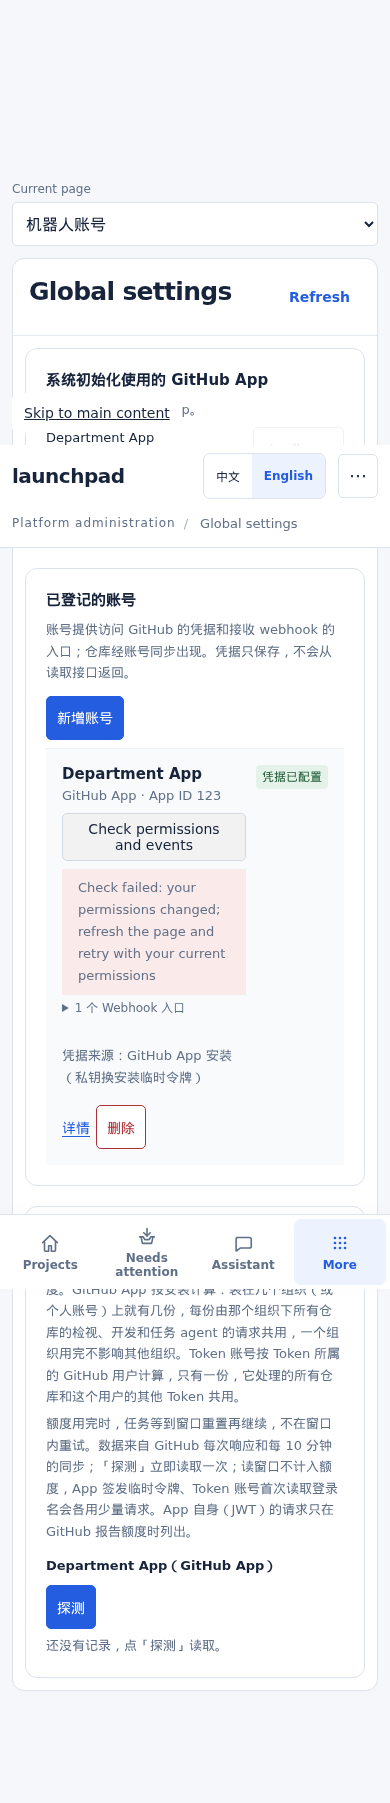 Current page
机器人账号
Global settings
Refresh
系统初始化使用的 GitHub App
Skip to main content
p。
Department App
launchpad
中文
English
···
Platform administration / Global settings
已登记的账号
账号提供访问 GitHub 的凭据和接收 webhook 的
入口；仓库经账号同步出现。凭据只保存，不会从
读取接口返回。
新增账号
Department App
凭据已配置
GitHub App · App ID 123
Check permissions
and events
Check failed: your
permissions changed;
refresh the page and
retry with your current
permissions
1 个 Webhook 入口
凭据来源：GitHub App 安装
（私钥换安装临时令牌）
详情
删除
Projects
Needs
attention
Assistant
More
度。GitHub App 按安装计算：装在几个组织（或
个人账号）上就有几份，每份由那个组织下所有仓
库的检视、开发和任务 agent 的请求共用，一个组
织用完不影响其他组织。Token 账号按 Token 所属
的 GitHub 用户计算，只有一份，它处理的所有仓
库和这个用户的其他 Token 共用。
额度用完时，任务等到窗口重置再继续，不在窗口
内重试。数据来自 GitHub 每次响应和每 10 分钟
的同步；「探测」立即读取一次；读窗口不计入额
度，App 签发临时令牌、Token 账号首次读取登录
名会各用少量请求。App 自身（JWT）的请求只在
GitHub 报告额度时列出。
Department App（GitHub App）
探测
还没有记录，点「探测」读取。